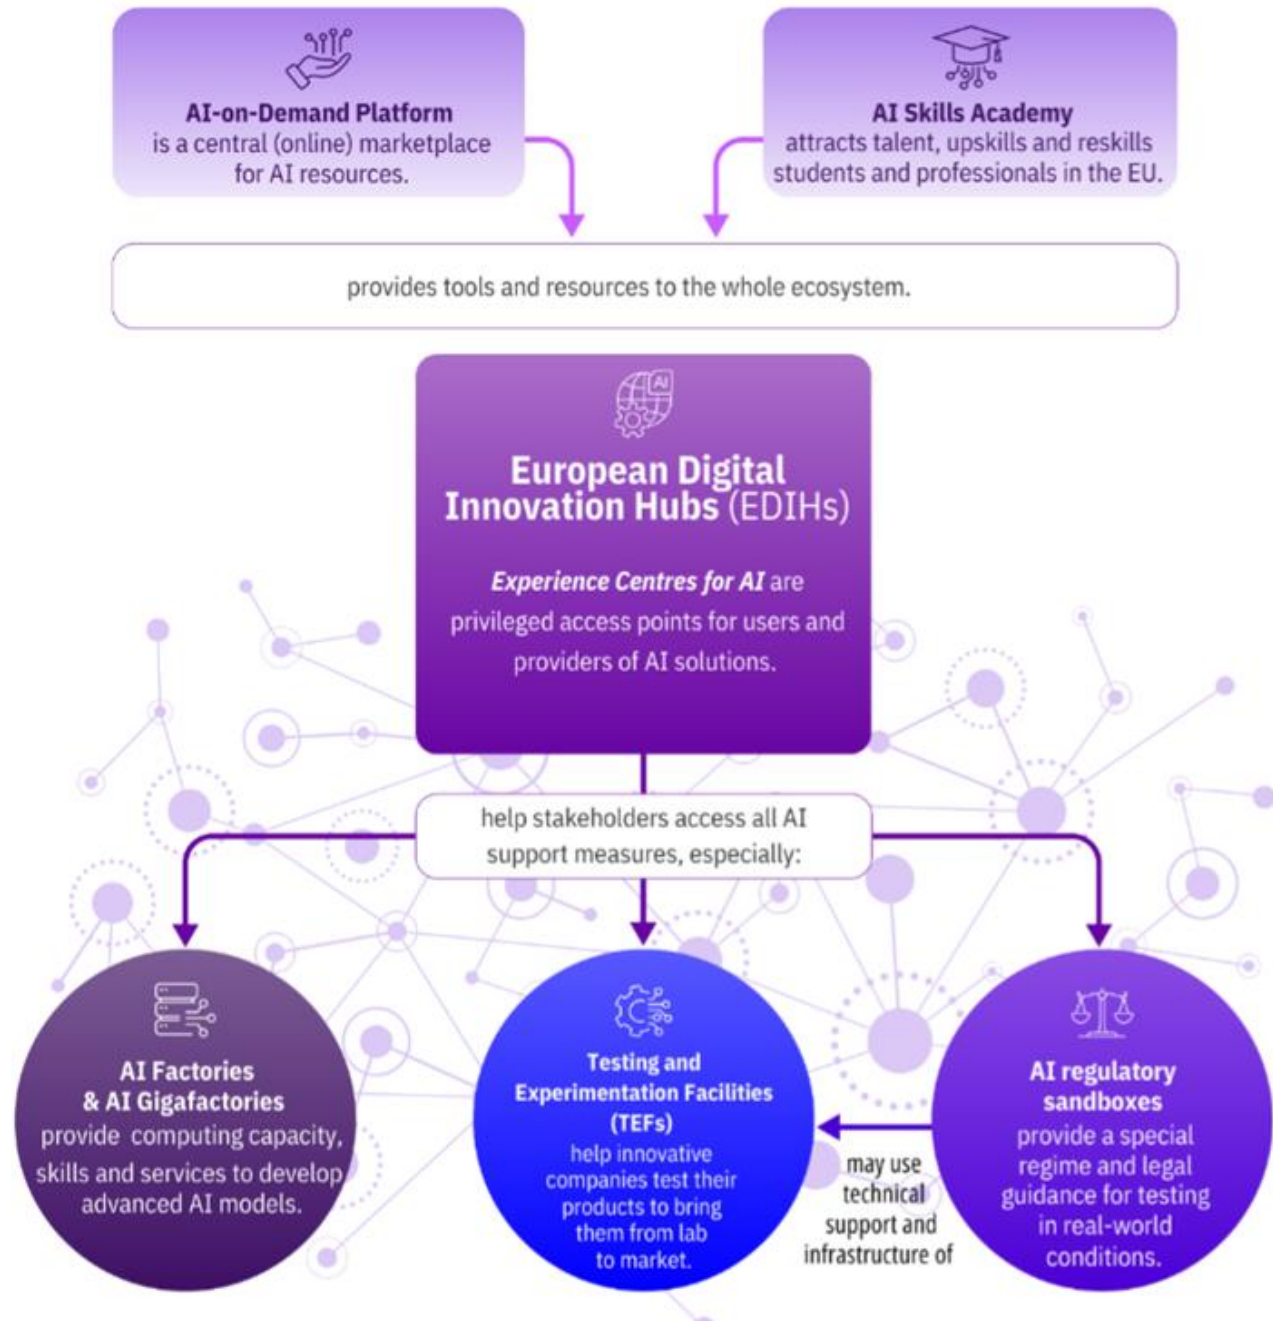 AI-on-Demand Platform
is a central (online) marketplace
for AI resources.
AI Skills Academy
attracts talent, upskills and reskills
students and professionals in the EU.
provides tools and resources to the whole ecosystem.
AI
European Digital
Innovation Hubs (EDIHs)
Experience Centres for AI are
privileged access points for users and
providers of AI solutions.
help stakeholders access all AI
support measures, especially:
AI Factories
& AI Gigafactories
provide computing capacity,
skills and services to develop
advanced AI models.
Testing and
Experimentation Facilities
(TEFs)
help innovative
companies test their
products to bring
them from lab
to market.
may use
technical
support and
infrastructure of
AI regulatory
sandboxes
provide a special
regime and legal
guidance for testing
in real-world
conditions.